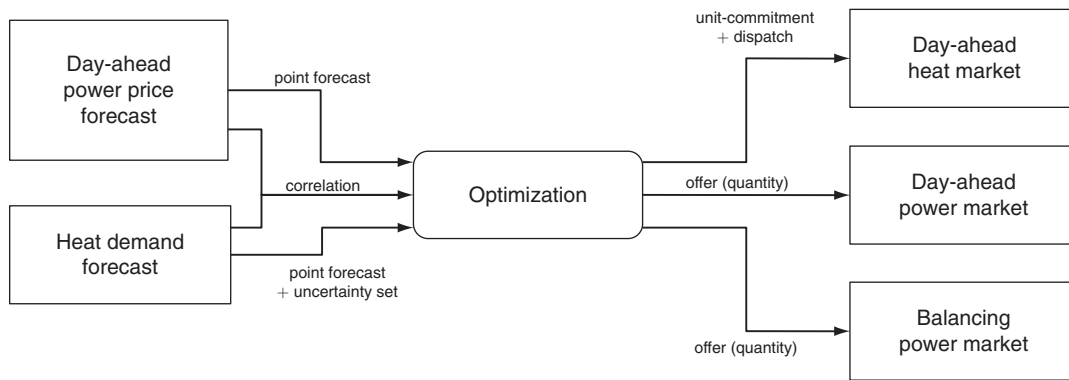 Day-ahead
power price
forecast
point forecast
correlation
Heat demand
forecast
point forecast
+ uncertainty set
Optimization
unit-commitment
+ dispatch
Day-ahead
heat market
offer (quantity)
Day-ahead
power market
offer (quantity)
Balancing
power market